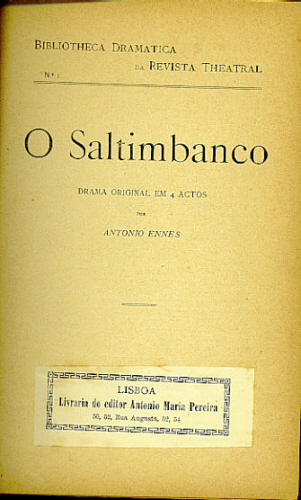 BIBLIOTHECA DRAMATICA
DA REVISTA THEATRAL
N.º 1
O Saltimbanco
DRAMA ORIGINAL EM 4 ACTOS
POR
ANTONIO ENNES
LISBOA
Livraria do editor Antonio Maria Pereira
50, 52, Rua Augusta, 52, 54